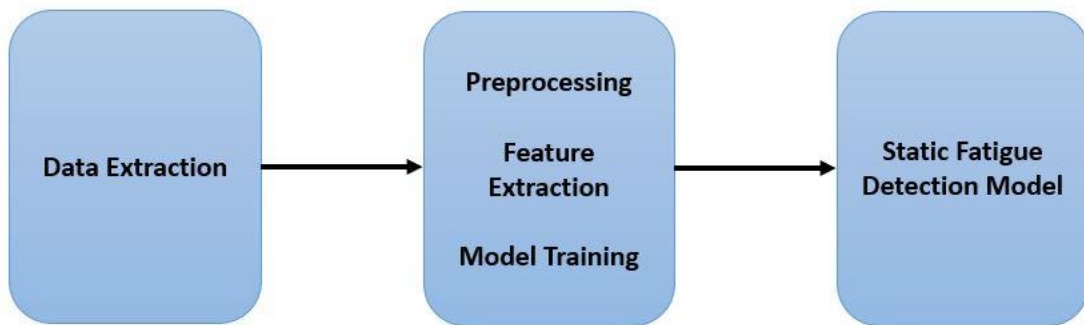 Data Extraction
Preprocessing
Feature
Extraction
Model Training
Static Fatigue
Detection Model